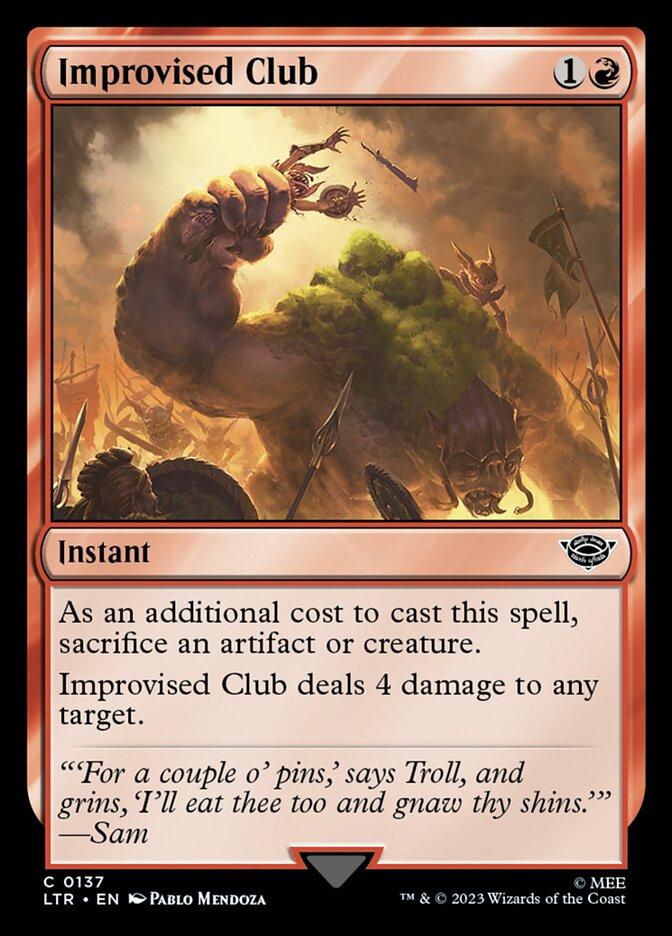 Improvised Club
1
Instant
As an additional cost to cast this spell,
sacrifice an artifact or creature.
Improvised Club deals 4 damage to any
target.
“‘For a couple o’ pins,’ says Troll, and
grins, ‘I’ll eat thee too and gnaw thy shins.’”
—Sam
C 0137
LTR • EN Pablo Mendoza
© MEE
™ & © 2023 Wizards of the Coast